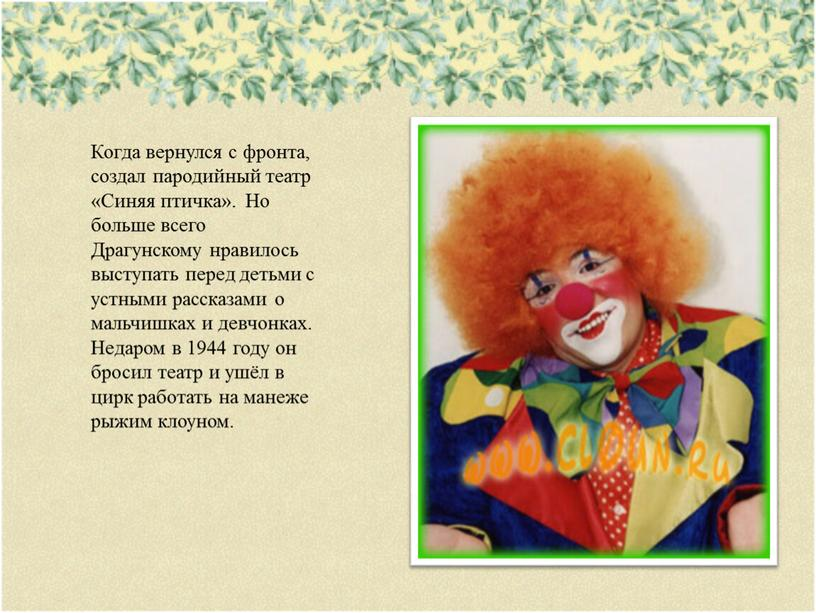 Когда вернулся с фронта,
создал пародийный театр
«Синяя птичка». Но
больше всего
Драгунскому нравилось
выступать перед детьми с
устными рассказами о
мальчишках и девчонках.
Недаром в 1944 году он
бросил театр и ушёл в
цирк работать на манеже
рыжим клоуном.
WWW.CLOUN.RU